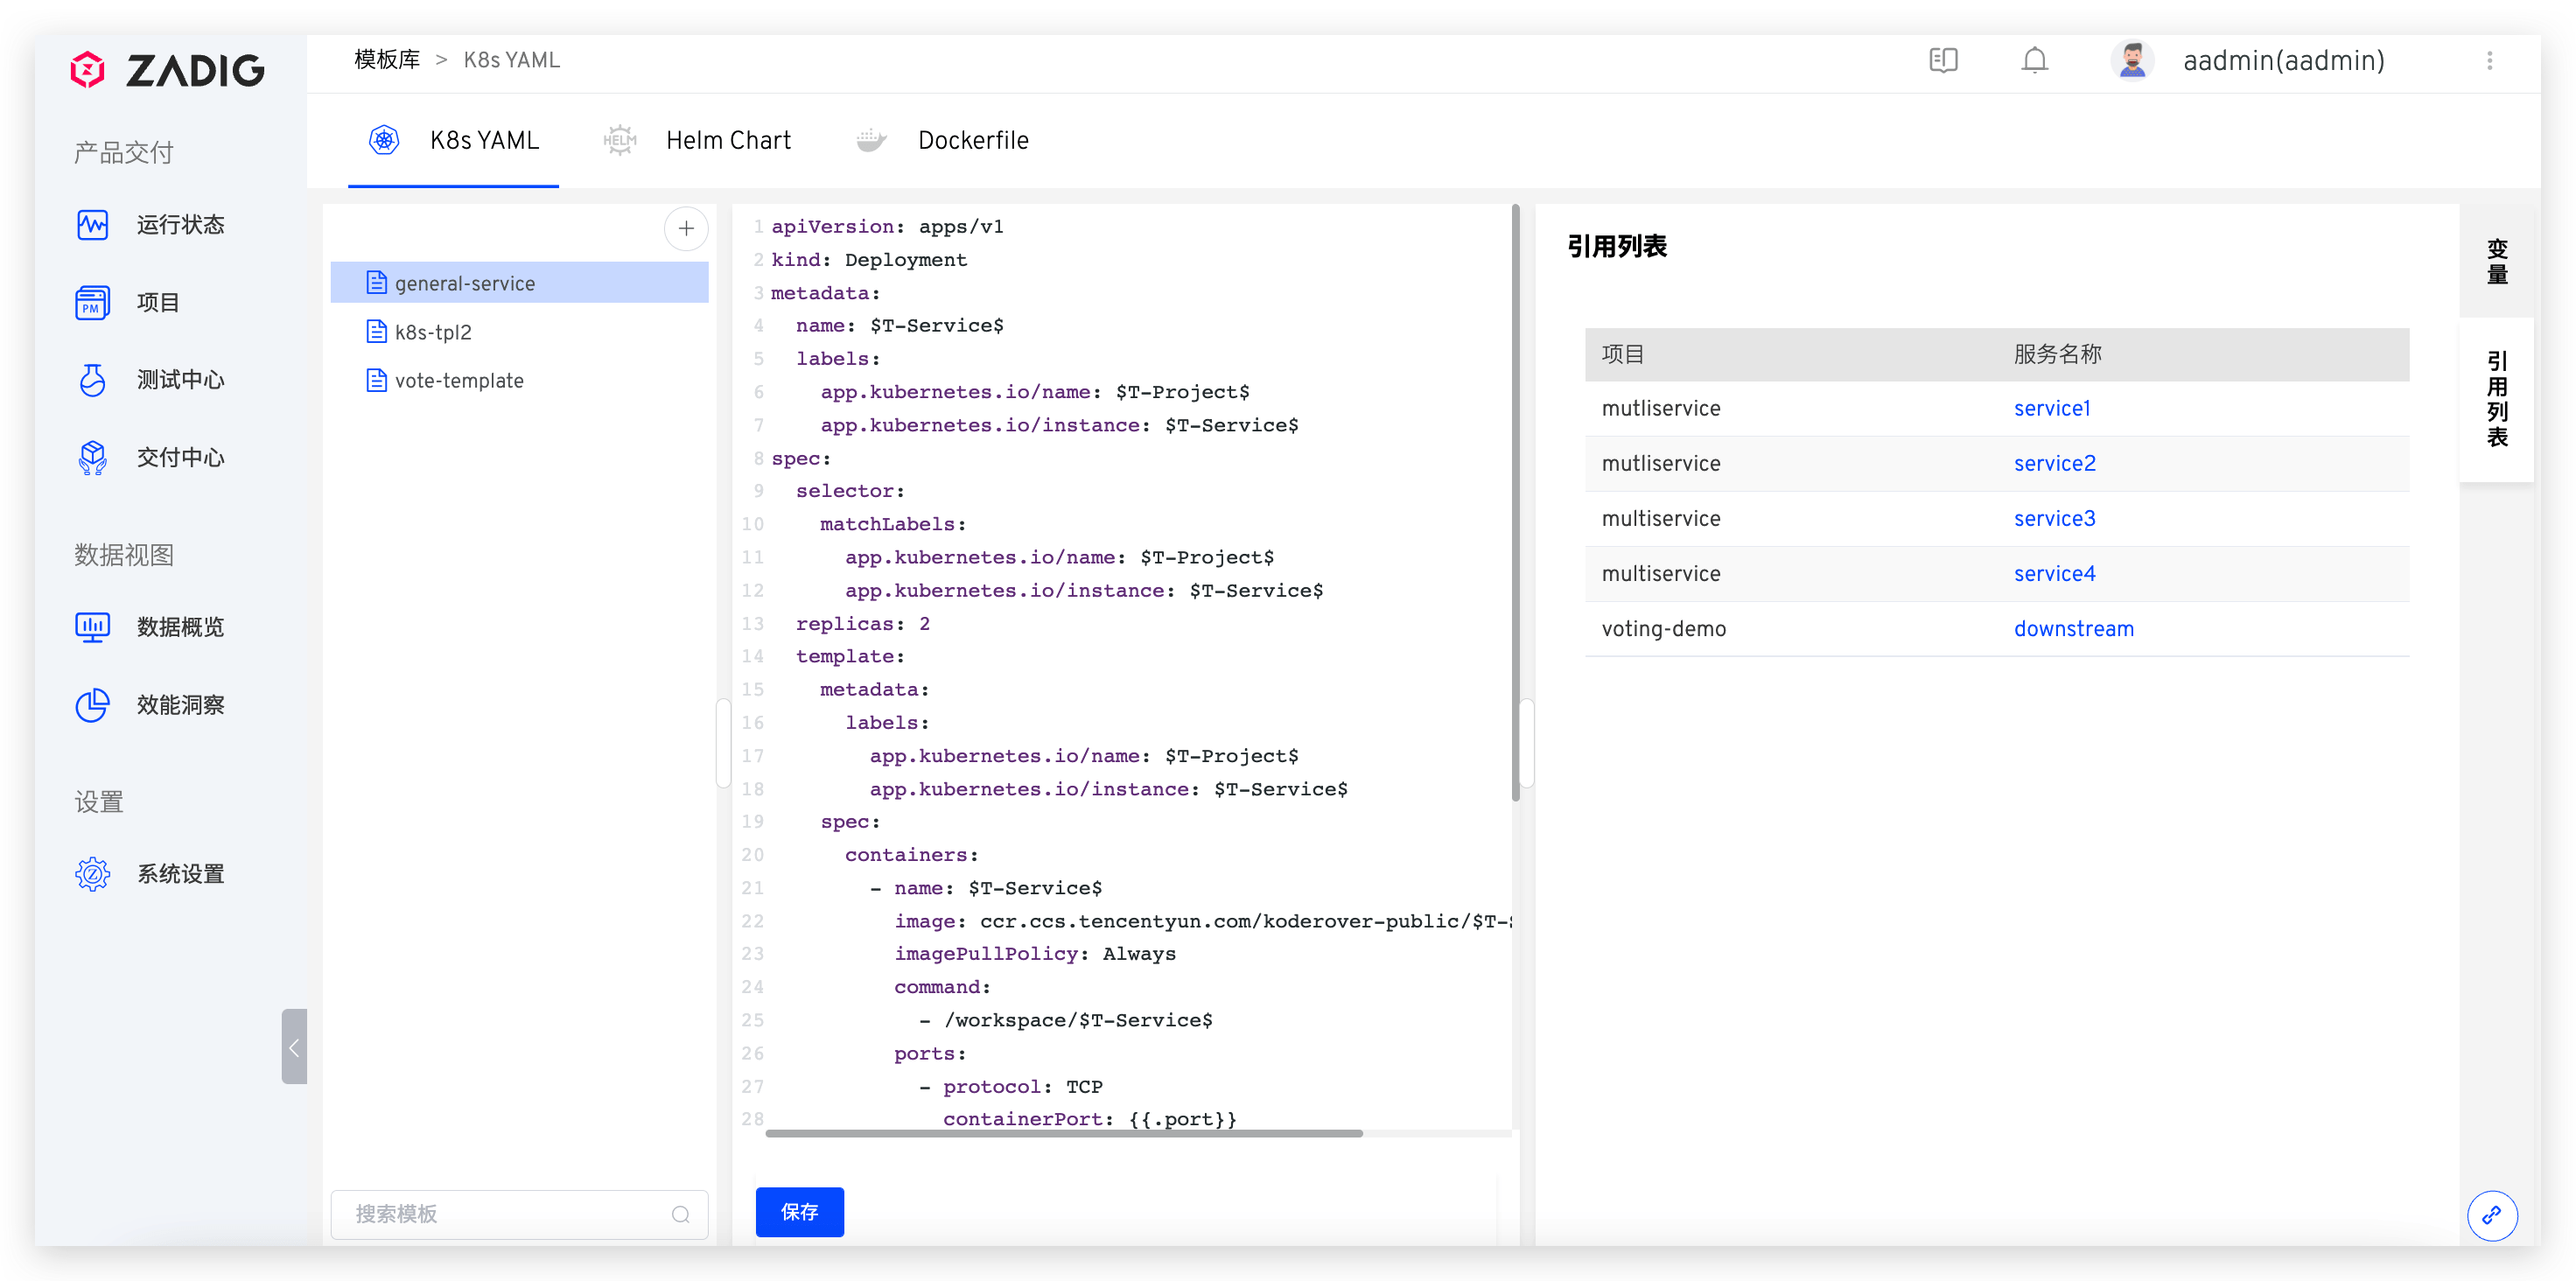 ZADIG
产品交付
运行状态
PM
项目
测试中心
交付中心
数据视图
数据概览
效能洞察
设置
系统设置
模板库 > K8s YAML
aadmin(aadmin)
K8s YAML
HELM
Helm Chart
Dockerfile
general-service
k8s-tpl2
vote-template
搜索模板
1 apiVersion: apps/v1
2 kind: Deployment
3 metadata:
4 name: $T-Service$
5 labels:
6 app.kubernetes.io/name: $T-Project$
7 app.kubernetes.io/instance: $T-Service$
8 spec:
9 selector:
10 matchLabels:
11 app.kubernetes.io/name: $T-Project$
12 app.kubernetes.io/instance: $T-Service$
13 replicas: 2
14 template:
15 metadata:
16 labels:
17 app.kubernetes.io/name: $T-Project$
18 app.kubernetes.io/instance: $T-Service$
19 spec:
20 containers:
21 - name: $T-Service$
22 image: ccr.ccs.tencentyun.com/koderover-public/$T-
23 imagePullPolicy: Always
24 command:
25 - /workspace/$T-Service$
26 ports:
27 - protocol: TCP
28 containerPort: {{.port}}
保存
引用列表
项目 服务名称
mutliservice service1
mutliservice service2
multiservice service3
multiservice service4
voting-demo downstream
变量
引用列表